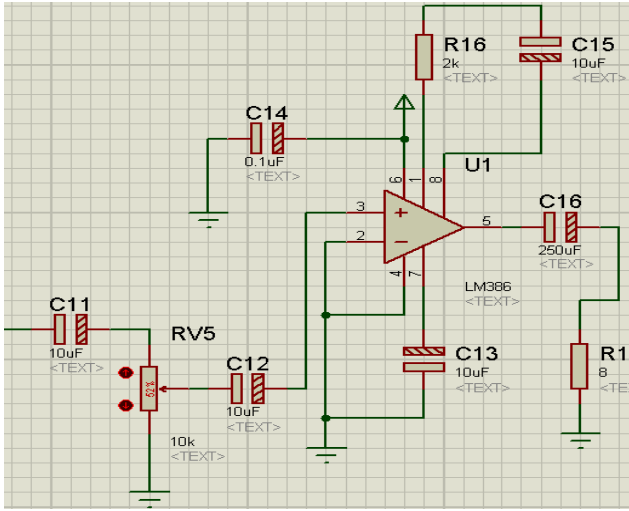 R16
2k
<TEXT>
C15
10uF
<TEXT>
C14
0.1uF
<TEXT>
U1
6
1
8
3
2
5
4
7
LM386
<TEXT>
C16
250uF
<TEXT>
C11
10uF
<TEXT>
RV5
52%
10k
<TEXT>
C12
10uF
<TEXT>
C13
10uF
<TEXT>
R1
8
<TE